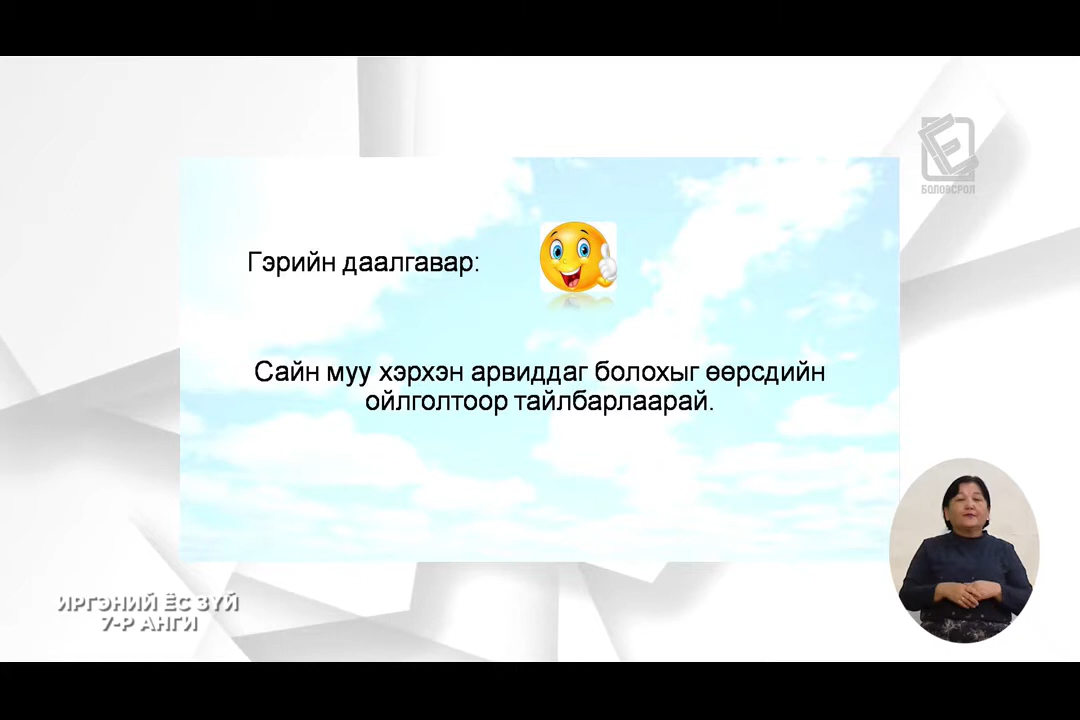 БОЛОВСРОЛ
Гэрийн даалгавар:
Сайн муу хэрхэн арвиддаг болохыг өөрсдийн
ойлголтоор тайлбарлаарай.
ИРГЭНИЙ ЁС ЗҮЙ
7-Р АНГИ